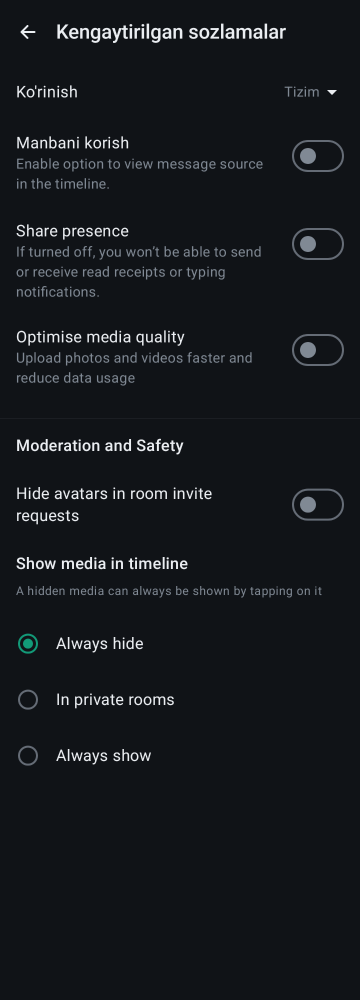 Kengaytirilgan sozlamalar
Ko'rinish
Tizim
Manbani korish
Enable option to view message source
in the timeline.
Share presence
If turned off, you won't be able to send
or receive read receipts or typing
notifications.
Optimise media quality
Upload photos and videos faster and
reduce data usage
Moderation and Safety
Hide avatars in room invite
requests
Show media in timeline
A hidden media can always be shown by tapping on it
Always hide
In private rooms
Always show